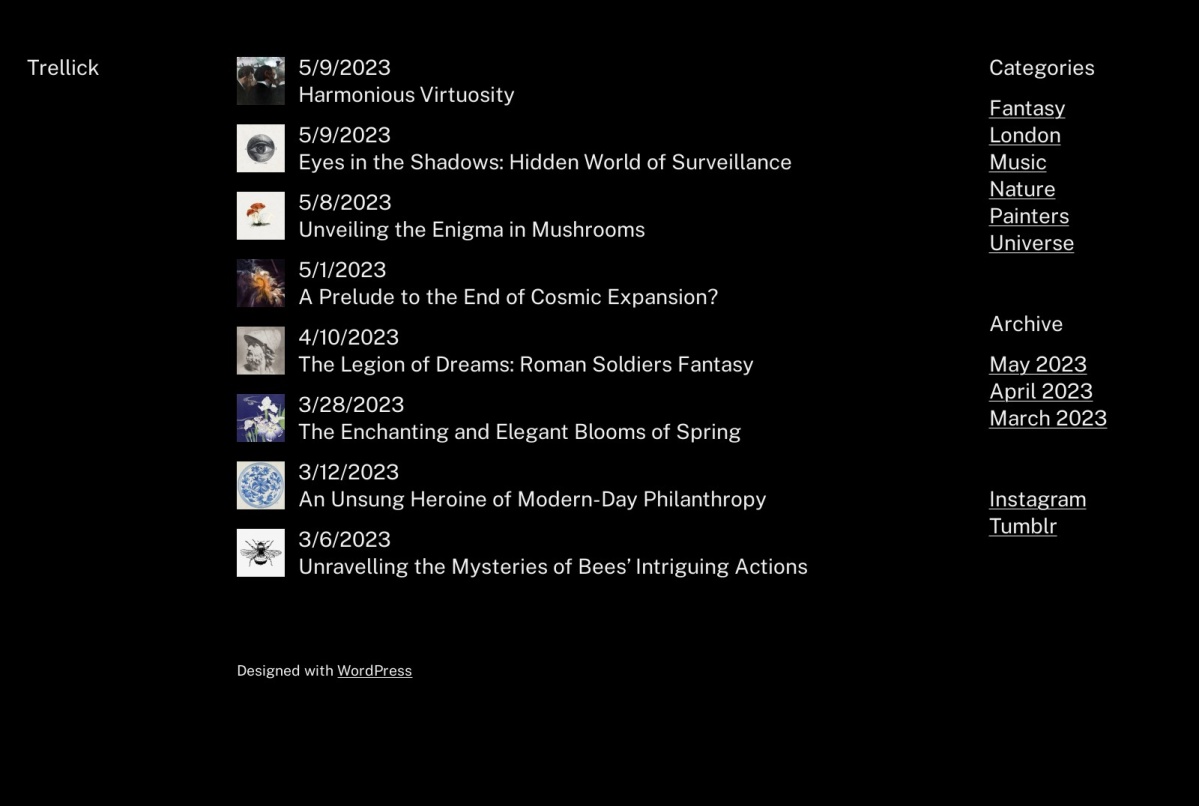 Trellick
5/9/2023
Harmonious Virtuosity
5/9/2023
Eyes in the Shadows: Hidden World of Surveillance
5/8/2023
Unveiling the Enigma in Mushrooms
5/1/2023
A Prelude to the End of Cosmic Expansion?
4/10/2023
The Legion of Dreams: Roman Soldiers Fantasy
3/28/2023
The Enchanting and Elegant Blooms of Spring
3/12/2023
An Unsung Heroine of Modern-Day Philanthropy
3/6/2023
Unravelling the Mysteries of Bees’ Intriguing Actions
Categories
Fantasy
London
Music
Nature
Painters
Universe
Archive
May 2023
April 2023
March 2023
Instagram
Tumblr
Designed with WordPress